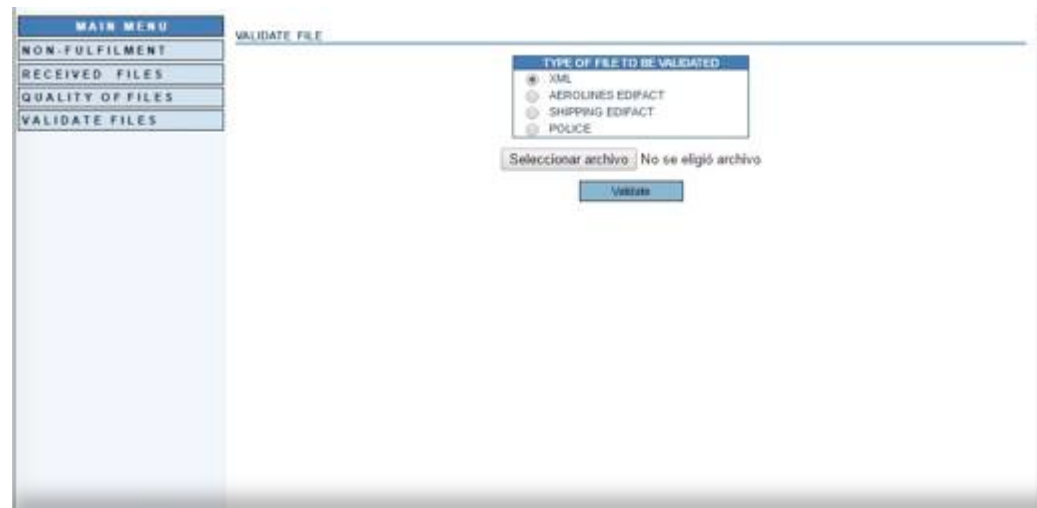 MAIN MENU
NON-FULFILMENT
RECEIVED FILES
QUALITY OF FILES
VALIDATE FILES
VALIDATE FILE
TYPE OF FILE TO BE VALIDATED
XML
AEROLINES EDIFACT
SHIPPING EDIFACT
POLICE
Seleccionar archivo No se eligió archivo
Validate